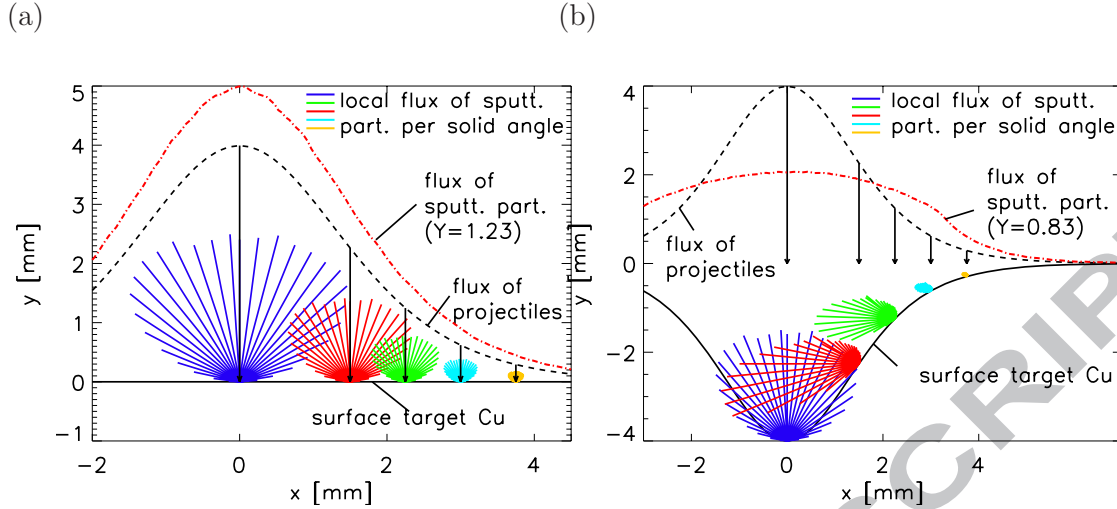 (a)
(b)
5
4
3
2
1
0
−1
y [mm]
local flux of sputt.
part. per solid angle
flux of
sputt. part.
(Y=1.23)
flux of
projectiles
surface target Cu
−2
0
2
4
x [mm]
4
2
0
−2
−4
y [mm]
local flux of sputt.
part. per solid angle
flux of
sputt. part.
(Y=0.83)
flux of
projectiles
surface target Cu
−2
0
2
4
x [mm]
SCRIP